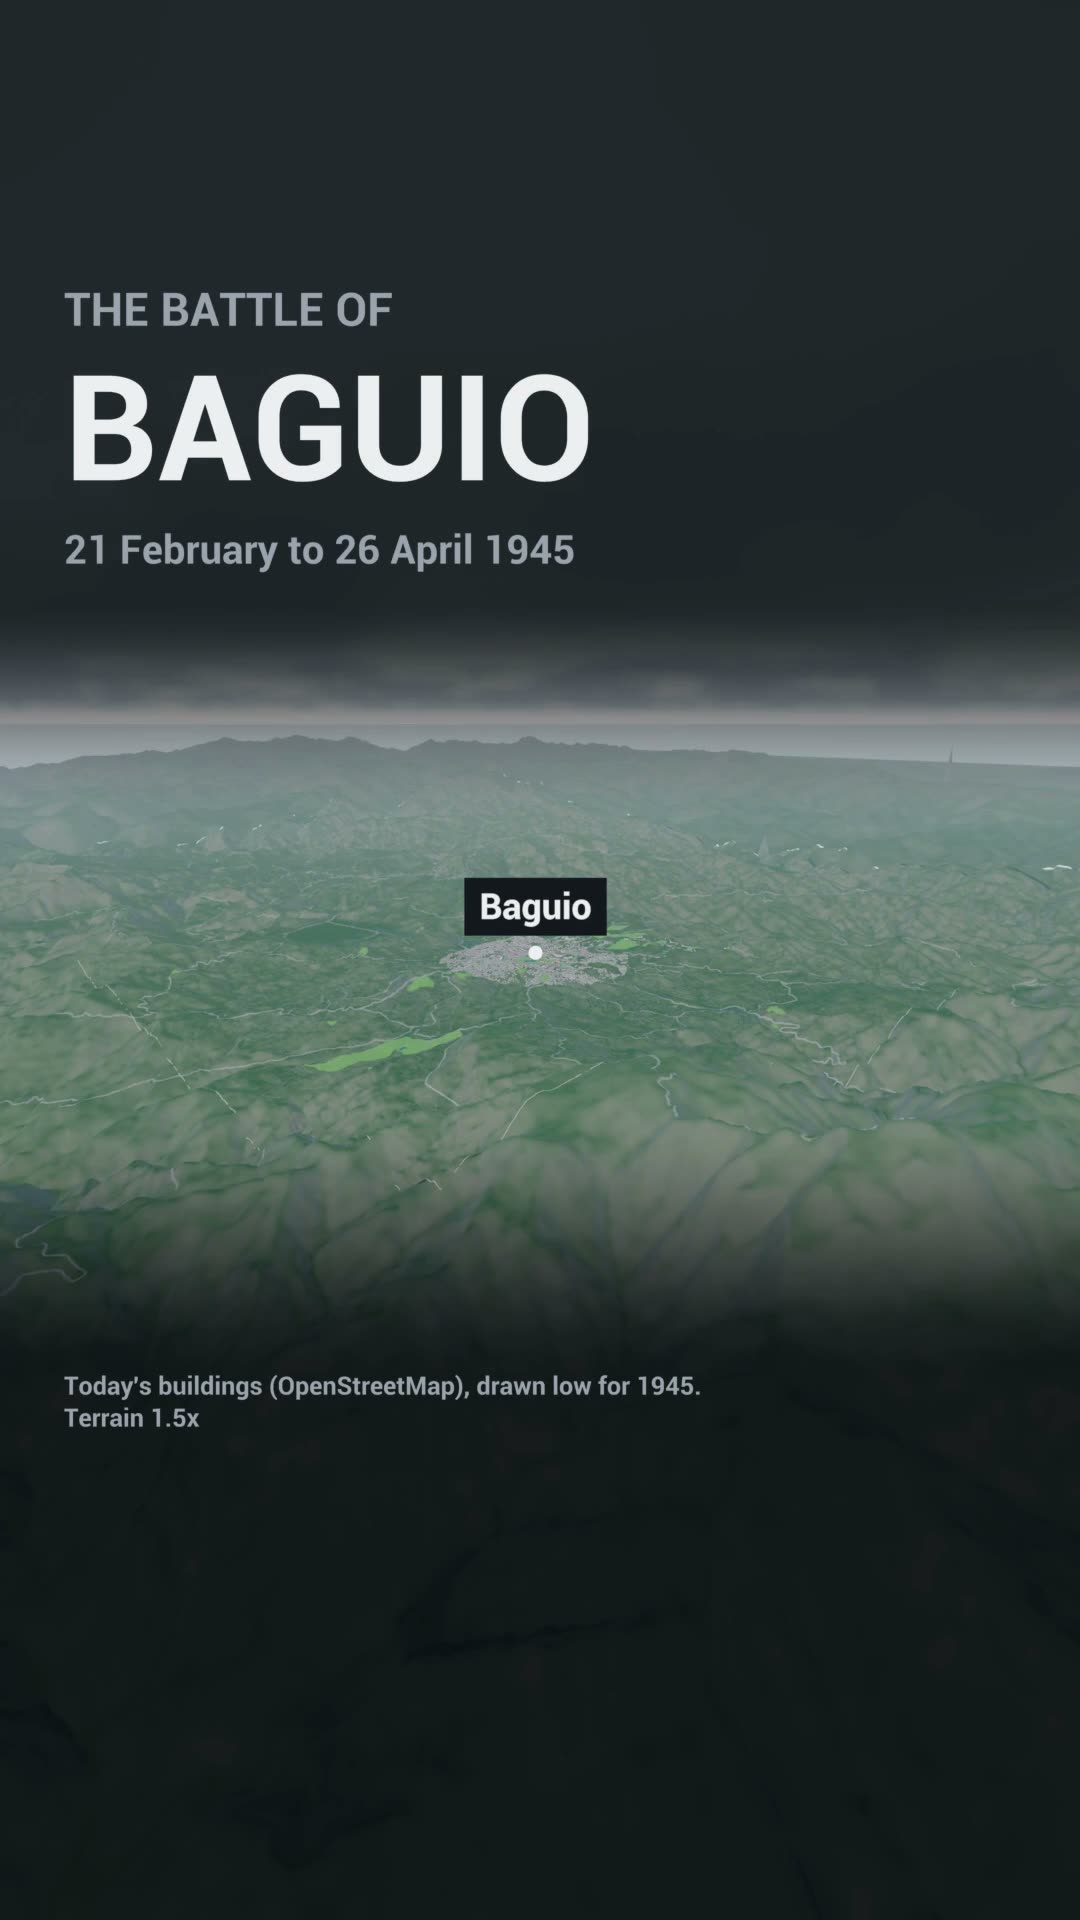 THE BATTLE OF
BAGUIO
21 February to 26 April 1945
Baguio
Today's buildings (OpenStreetMap), drawn low for 1945.
Terrain 1.5x